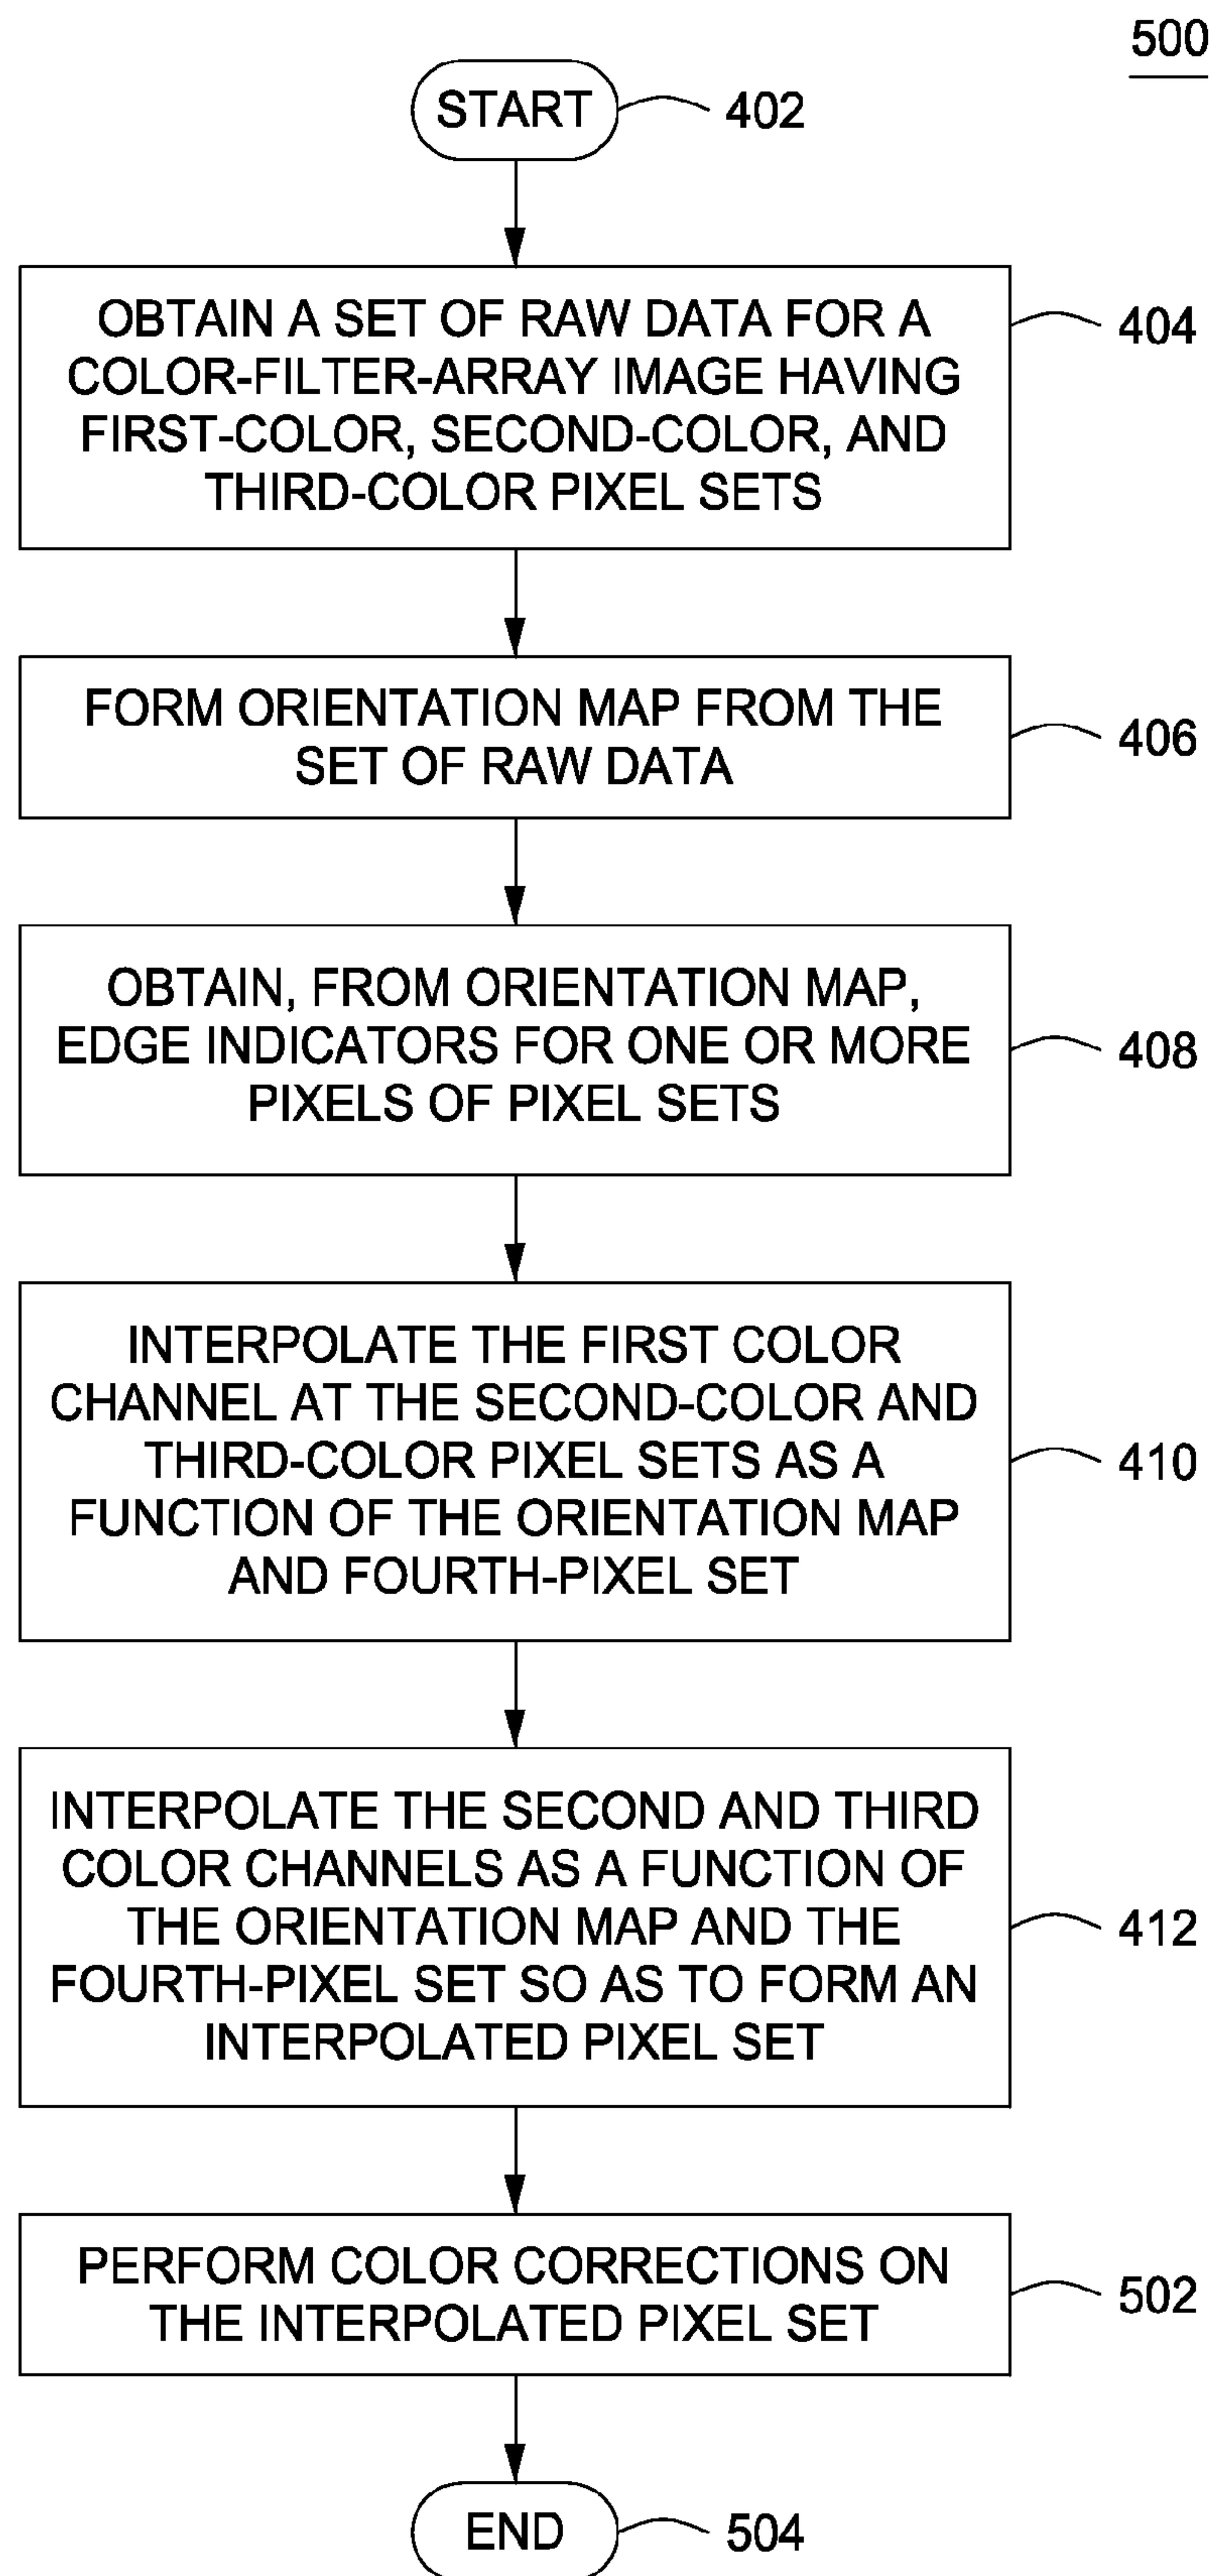 500
START
402
OBTAIN A SET OF RAW DATA FOR A
COLOR-FILTER-ARRAY IMAGE HAVING
FIRST-COLOR, SECOND-COLOR, AND
THIRD-COLOR PIXEL SETS
404
FORM ORIENTATION MAP FROM THE
SET OF RAW DATA
406
OBTAIN, FROM ORIENTATION MAP,
EDGE INDICATORS FOR ONE OR MORE
PIXELS OF PIXEL SETS
408
INTERPOLATE THE FIRST COLOR
CHANNEL AT THE SECOND-COLOR AND
THIRD-COLOR PIXEL SETS AS A
FUNCTION OF THE ORIENTATION MAP
AND FOURTH-PIXEL SET
410
INTERPOLATE THE SECOND AND THIRD
COLOR CHANNELS AS A FUNCTION OF
THE ORIENTATION MAP AND THE
FOURTH-PIXEL SET SO AS TO FORM AN
INTERPOLATED PIXEL SET
412
PERFORM COLOR CORRECTIONS ON
THE INTERPOLATED PIXEL SET
502
END
504